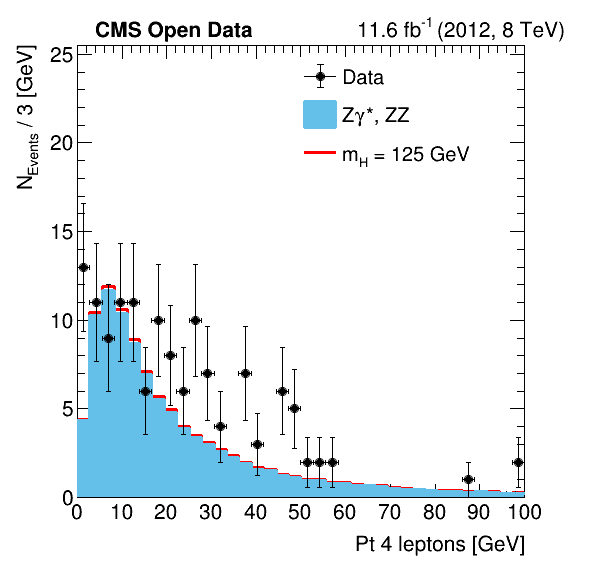 CMS Open Data
11.6 fb⁻¹ (2012, 8 TeV)
N_Events / 3 [GeV]
25
20
15
10
5
0
Data
Zγ*, ZZ
m_H = 125 GeV
0 10 20 30 40 50 60 70 80 90 100
Pt 4 leptons [GeV]